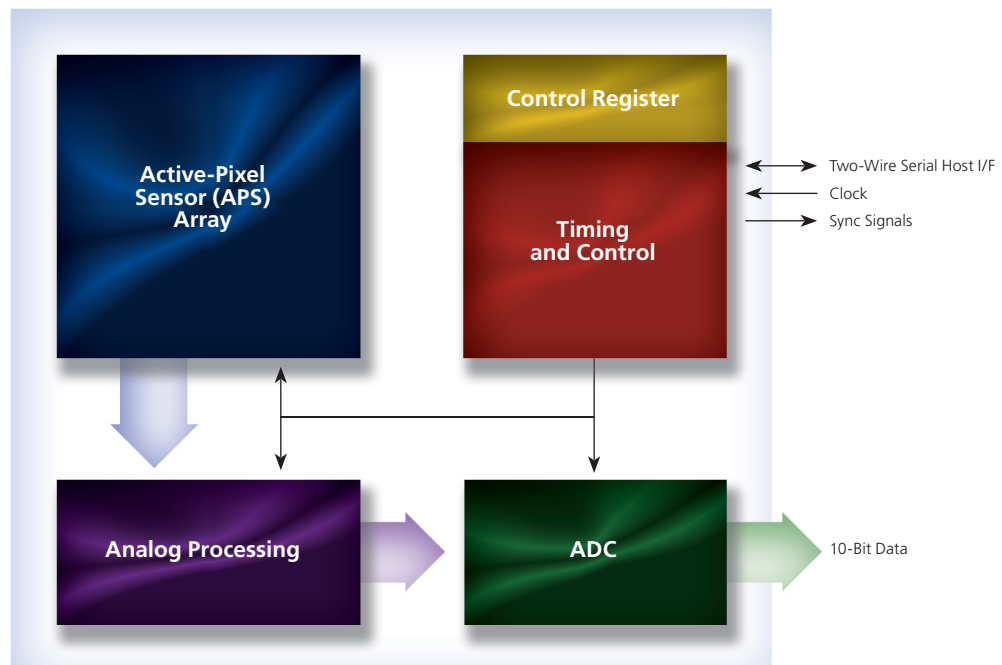 Active-Pixel
Sensor (APS)
Array
Control Register
Timing
and Control
Two-Wire Serial Host I/F
Clock
Sync Signals
Analog Processing
ADC
10-Bit Data